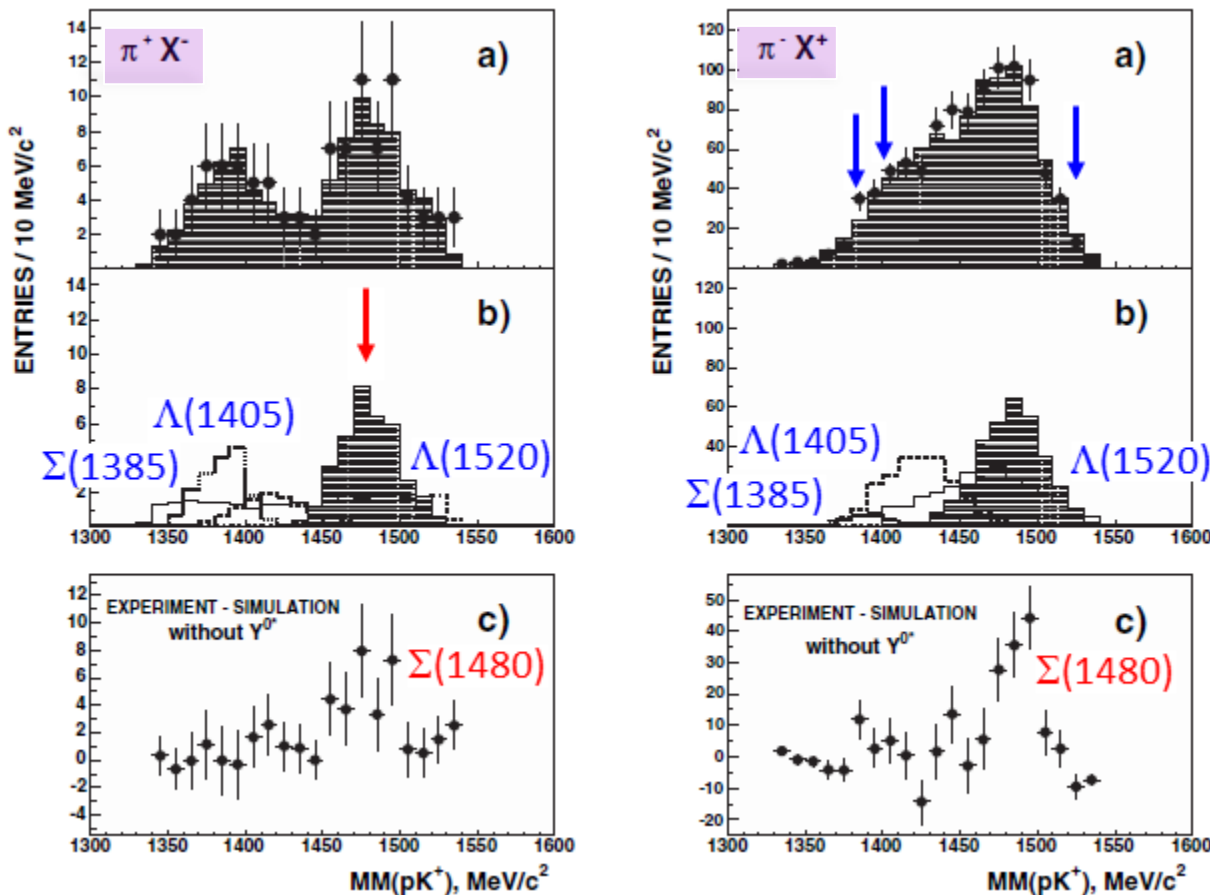 π⁺ X⁻
a)
ENTRIES / 10 MeV/c²
14
12
10
8
6
4
2
b)
14
12
10
8
6
4
2
Λ(1405)
Σ(1385)
Λ(1520)
1300 1350 1400 1450 1500 1550 1600
12
10
8
6
4
2
0
-2
-4
EXPERIMENT - SIMULATION
without Y⁰*
c)
Σ(1480)
1300 1350 1400 1450 1500 1550 1600
MM(pK⁺), MeV/c²
π⁻ X⁺
a)
ENTRIES / 10 MeV/c²
120
100
80
60
40
20
b)
120
100
80
60
40
Λ(1405)
Σ(1385)
Λ(1520)
1300 1350 1400 1450 1500 1550 1600
50
40
30
20
10
0
-10
-20
EXPERIMENT - SIMULATION
without Y⁰*
c)
Σ(1480)
1300 1350 1400 1450 1500 1550 1600
MM(pK⁺), MeV/c²